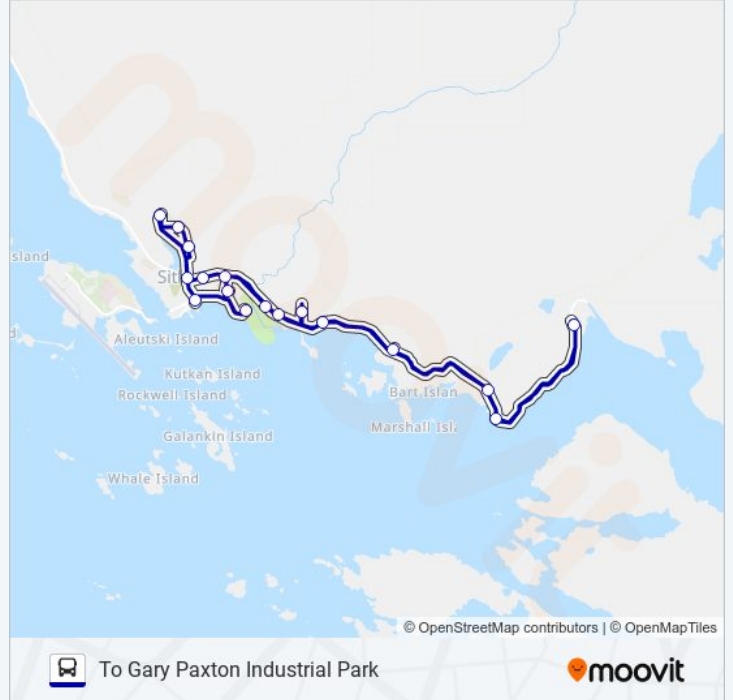 sland
Sit
Aleutski Island
Kutkan Island
Rockwell Island
Bart Islan
Galankin Island
Marshall Isla
Whale Island
© OpenStreetMap contributors | © OpenMapTiles
To Gary Paxton Industrial Park
moovit